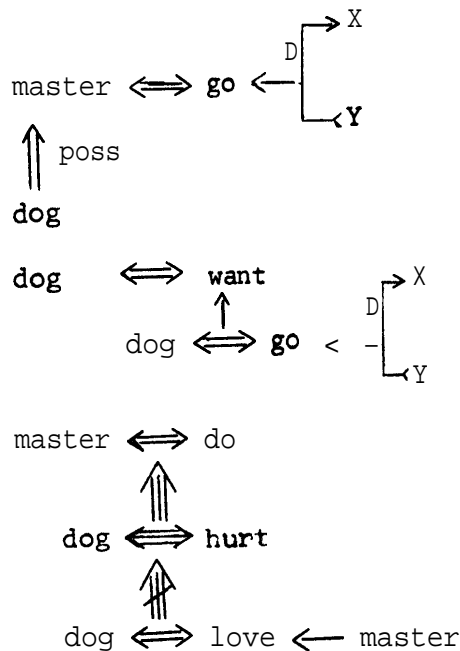 X
D
master go
Y
poss
dog
dog want
X
D
dog go
Y
master do
dog hurt
dog love master